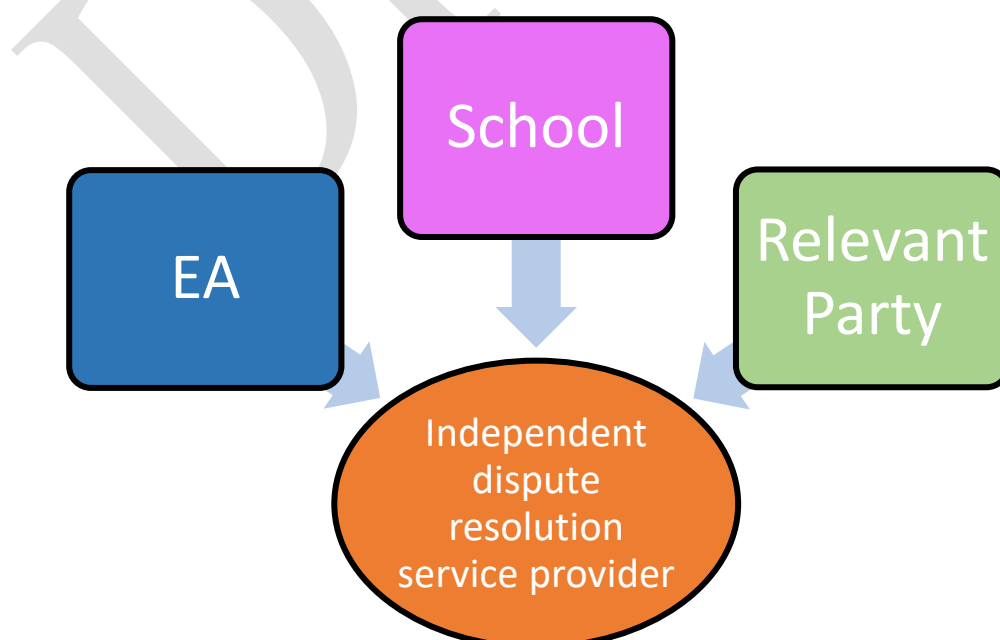 School
EA
Relevant
Party
Independent
dispute
resolution
service provider